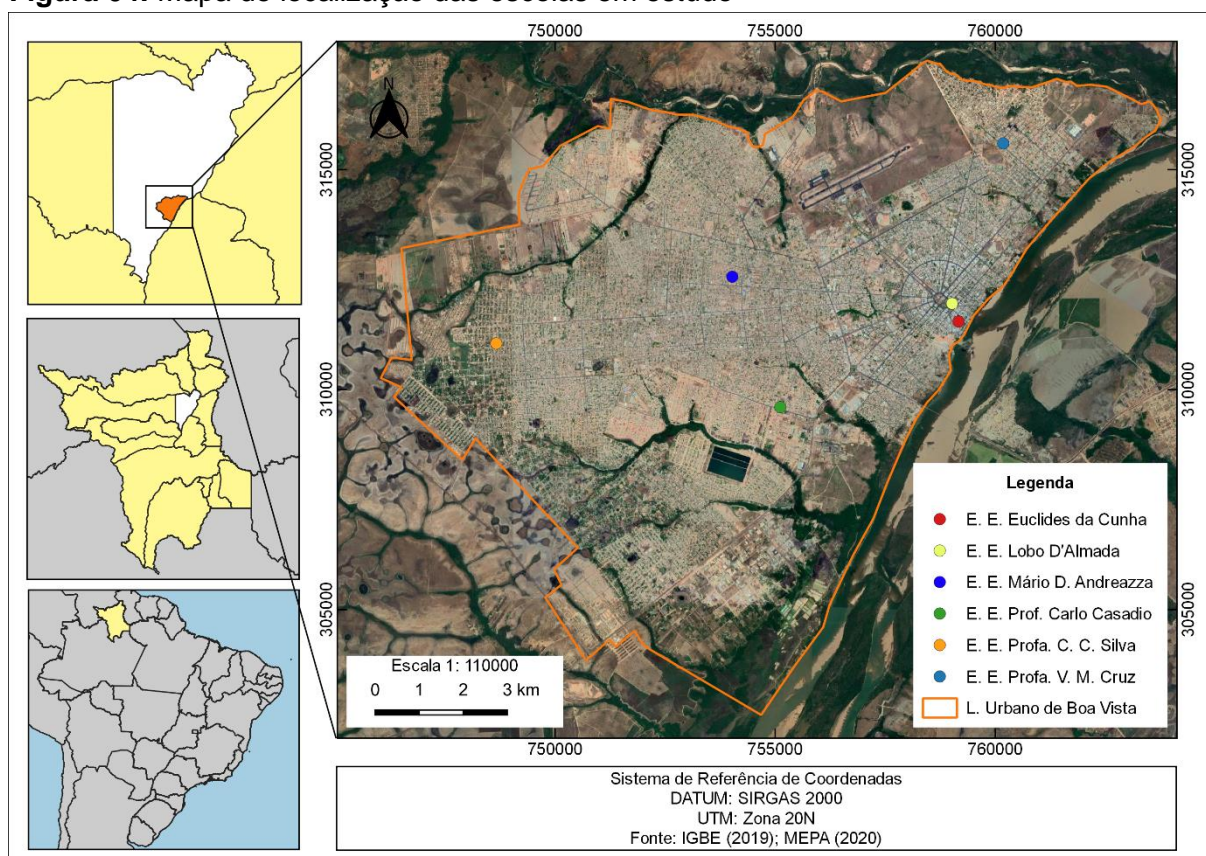 750000
755000
760000
N
315000
315000
310000
310000
305000
305000
Legenda
E. E. Euclides da Cunha
E. E. Lobo D'Almada
E. E. Mário D. Andreazza
E. E. Prof. Carlo Casadio
E. E. Profa. C. C. Silva
E. E. Profa. V. M. Cruz
L. Urbano de Boa Vista
Escala 1: 110000
0 1 2 3 km
750000
755000
760000
Sistema de Referência de Coordenadas
DATUM: SIRGAS 2000
UTM: Zona 20N
Fonte: IGBE (2019); MEPA (2020)